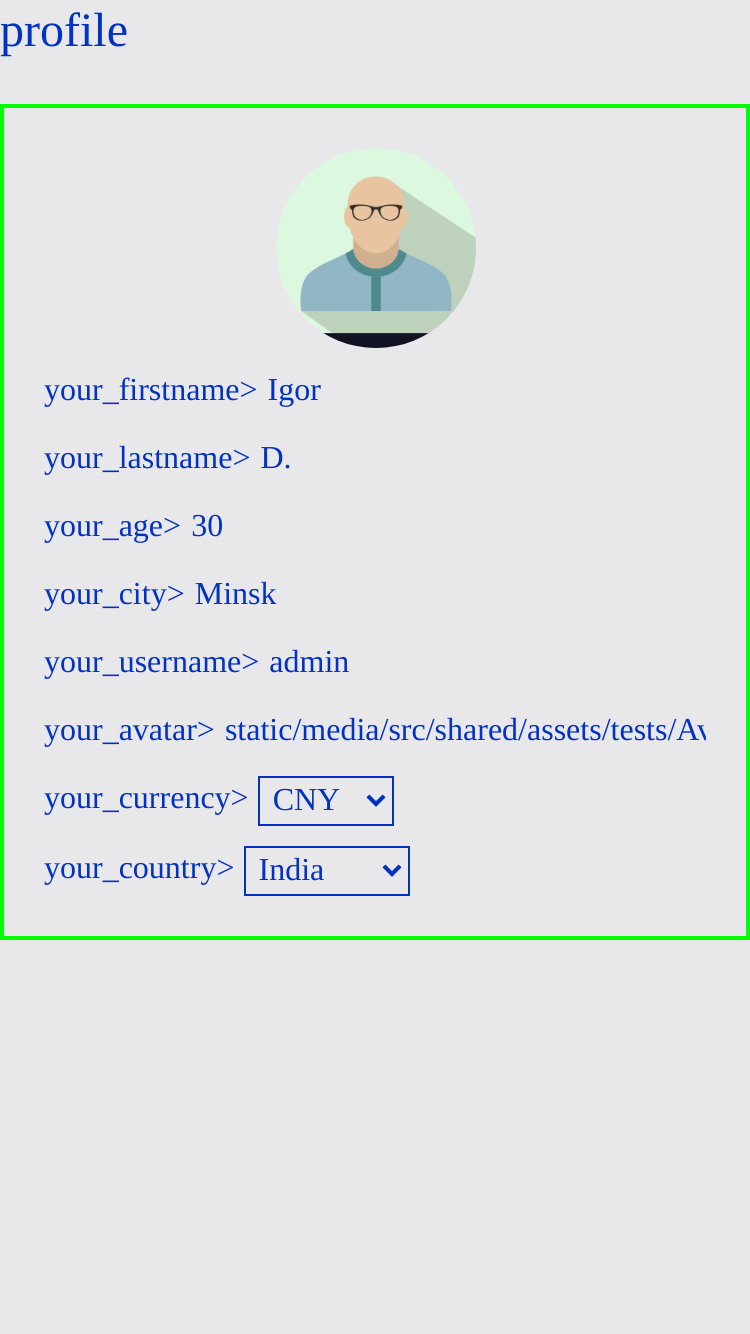 profile
your_firstname> Igor
your_lastname> D.
your_age> 30
your_city> Minsk
your_username> admin
your_avatar> static/media/src/shared/assets/tests/Av
your_currency> CNY
your_country> India